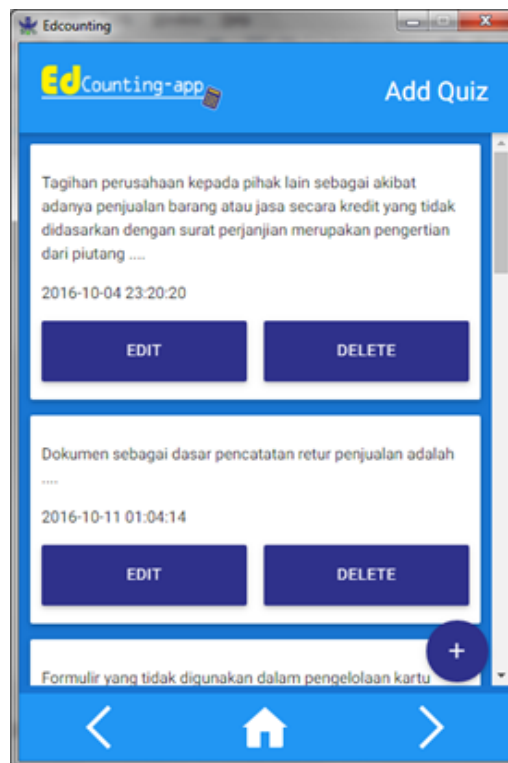 Edcounting
EdCounting-app
Add Quiz
Tagihan perusahaan kepada pihak lain sebagai akibat
adanya penjualan barang atau jasa secara kredit yang tidak
didasarkan dengan surat perjanjian merupakan pengertian
dari piutang ....
2016-10-04 23:20:20
EDIT
DELETE
Dokumen sebagai dasar pencatatan retur penjualan adalah
....
2016-10-11 01:04:14
EDIT
DELETE
+
Formulir yang tidak digunakan dalam pengelolaan kartu